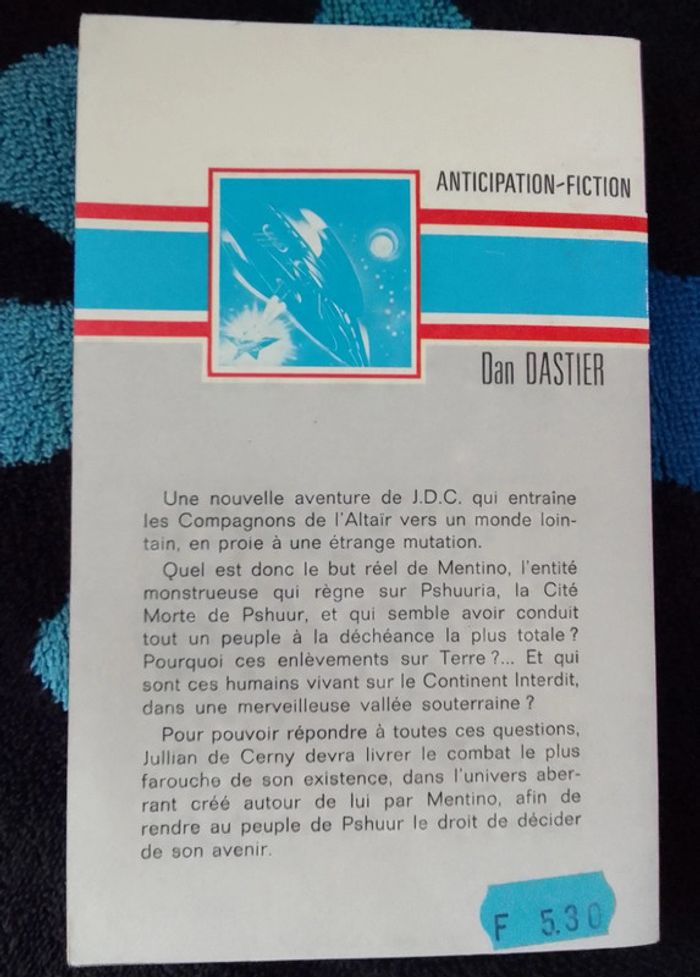 ANTICIPATION-FICTION
Dan DASTIER
Une nouvelle aventure de J.D.C. qui entraîne
les Compagnons de l'Altaïr vers un monde loin-
tain, en proie à une étrange mutation.
Quel est donc le but réel de Mentino, l'entité
monstrueuse qui règne sur Pshuuria, la Cité
Morte de Pshuur, et qui semble avoir conduit
tout un peuple à la déchéance la plus totale ?
Pourquoi ces enlèvements sur Terre ?... Et qui
sont ces humains vivant sur le Continent Interdit,
dans une merveilleuse vallée souterraine ?
Pour pouvoir répondre à toutes ces questions,
Jullian de Cerny devra livrer le combat le plus
farouche de son existence, dans l'univers aber-
rant créé autour de lui par Mentino, afin de
rendre au peuple de Pshuur le droit de décider
de son avenir.
F 5.30